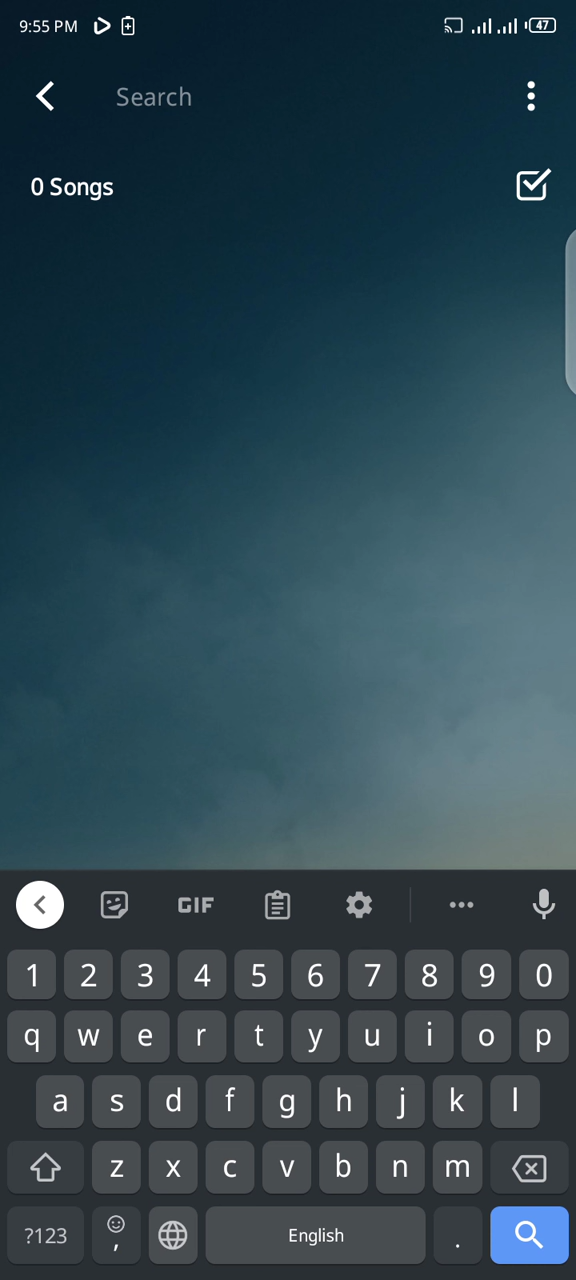 9:55 PM 47
Search
0 Songs
GIF
1 2 3 4 5 6 7 8 9 0
q w e r t y u i o p
a s d f g h j k l
z x c v b n m
?123 , English .